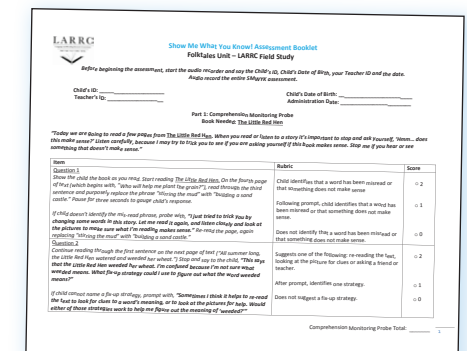 LARRC
Show Me What You Know! Assessment Booklet
Folktales Unit – LARRC Field Study
Before beginning the assessment, start the audio recorder and say the Child's ID, Child's Date of Birth, your Teacher ID and the date.
Audio record the entire SMWYK assessment.
Child's ID: ____________ Child's Date of Birth: ____________
Teacher's ID: ____________ Administration Date: ____________
Part 1: Comprehension Monitoring Probe
Book Needed: The Little Red Hen
"Today we are going to read a few pages from The Little Red Hen. When you read or listen to a story it's important to stop and ask yourself, 'Hmm… does
this make sense?' Listen carefully, because I may try to trick you to see if you are asking yourself if this book makes sense. Stop me if you hear or see
something that doesn't make sense."
Item Rubric Score
Question 1
Show the child the book as you read. Start reading The Little Red Hen. On the fourth page
of text (which begins with, "Who will help me plant the grain?"), read through the third
sentence and purposely replace the phrase "stirring the mud" with "building a sand
castle." Pause for three seconds to gauge child's response.
If child doesn't identify the mis-read phrase, probe with, "I just tried to trick you by
changing some words in this story. Let me read it again, and listen closely and look at
the pictures to make sure what I'm reading makes sense." Re-read the page, again
replacing "stirring the mud" with "building a sand castle."
Child identifies that a word has been misread or
that something does not make sense
○ 2
Following prompt, child identifies that a word has
been misread or that something does not make
sense.
○ 1
Does not identify that a word has been misread or
that something does not make sense.
○ 0
Question 2
Continue reading through the first sentence on the next page of text ("All summer long,
the Little Red Hen watered and weeded her wheat"). Stop and say to the child, "This says
that the Little Red Hen weeded her wheat. I'm confused because I'm not sure what
weeded means. What fix-up strategy could I use to figure out what the word weeded
means?"
If child cannot name a fix-up strategy, prompt with, "Sometimes I think it helps to re-read
the text to look for clues to a word's meaning, or to look at the pictures for help. Would
either of those strategies work to help me figure out the meaning of 'weeded?'"
Suggests one of the following: re-reading the text,
looking at the picture for clues or asking a friend or
teacher.
○ 2
After prompt, identifies one strategy.
○ 1
Does not suggest a fix-up strategy.
○ 0
Comprehension Monitoring Probe Total: ______